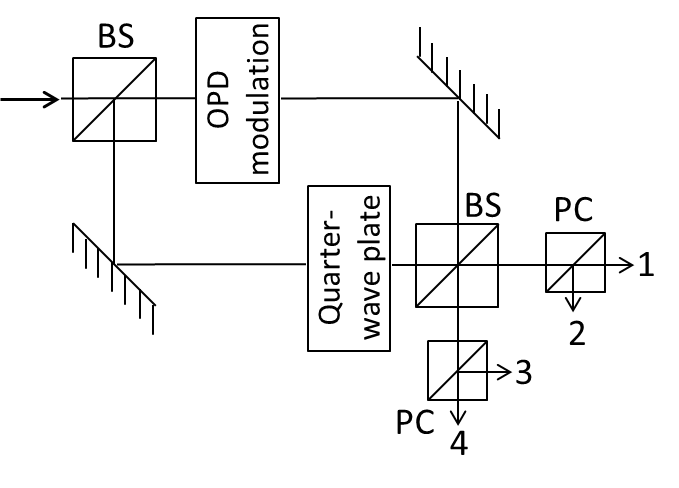 BS
OPD
modulation
BS
PC
Quarter-
wave plate
1
2
3
PC
4